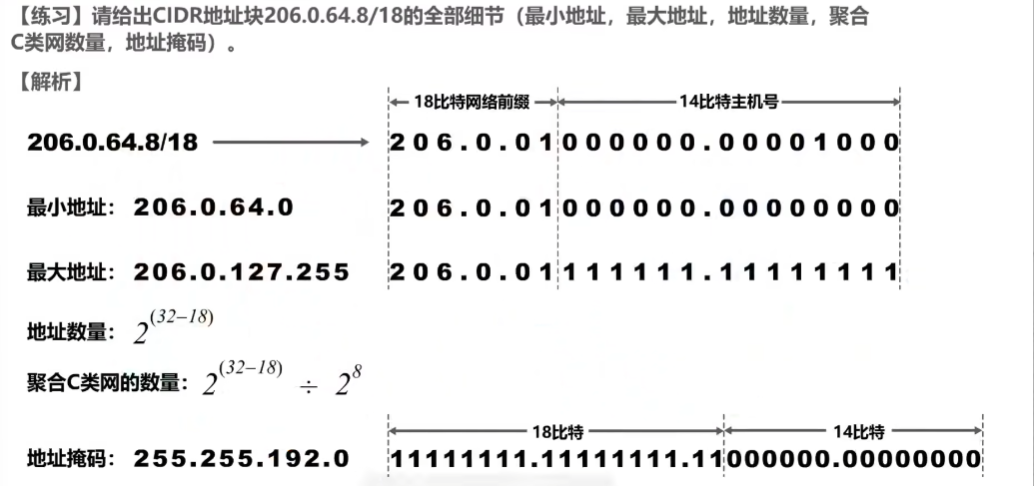 【练习】请给出CIDR地址块206.0.64.8/18的全部细节（最小地址，最大地址，地址数量，聚合
C类网数量，地址掩码）。
【解析】
18比特网络前缀 14比特主机号
206.0.64.8/18 206.0.01000000.00001000
最小地址： 206.0.64.0 206.0.01000000.00000000
最大地址： 206.0.127.255 206.0.01111111.11111111
地址数量： 2^(32–18)
聚合C类网的数量： 2^(32–18) ÷ 2^8
18比特 14比特
地址掩码： 255.255.192.0 11111111.11111111.11000000.00000000